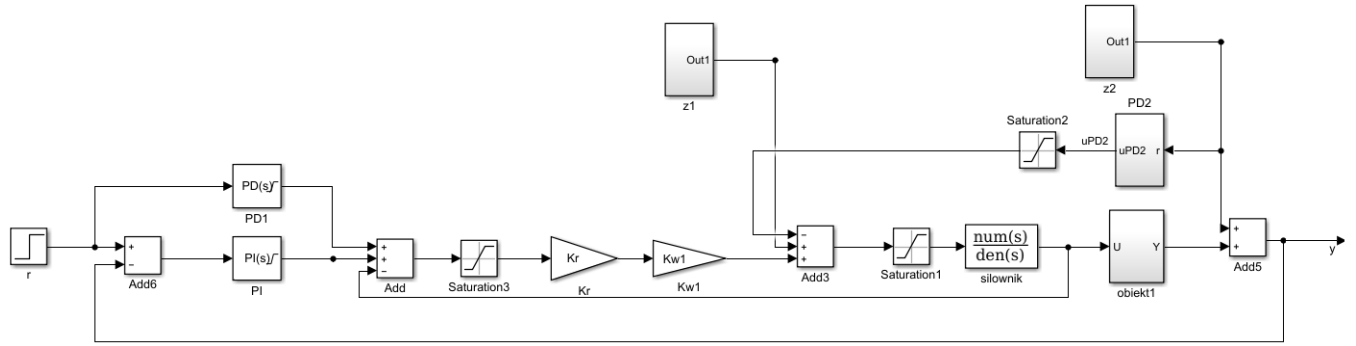 Out1
z1
Out1
z2
PD2
Saturation2
uPD2
uPD2
r
PD(s)
PD1
r
+
−
Add6
PI(s)
PI
+
+
−
Add
Saturation3
Kr
Kr
Kw1
Kw1
−
+
+
Add3
Saturation1
num(s)
den(s)
silownik
U
Y
obiekt1
+
+
Add5
y